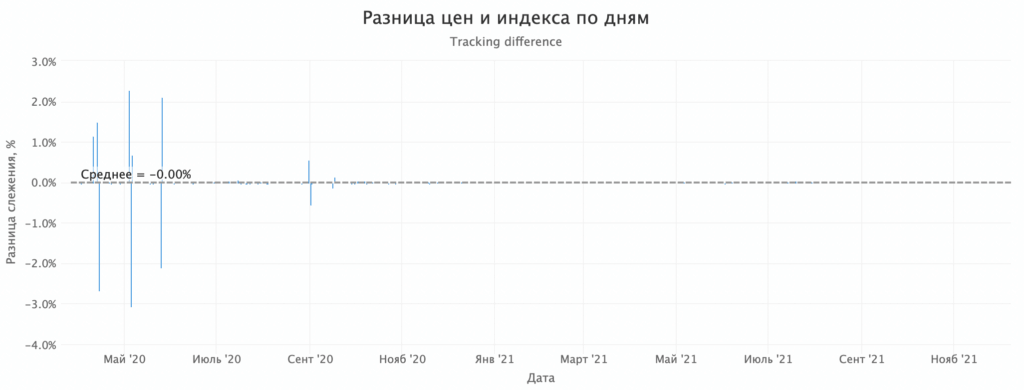 Разница цен и индекса по дням
Tracking difference
3.0%
2.0%
1.0%
Среднее = -0.00%
0.0%
-1.0%
-2.0%
-3.0%
-4.0%
Разница слежения, %
Май '20
Июль '20
Сент '20
Нояб '20
Янв '21
Март '21
Май '21
Июль '21
Сент '21
Нояб '21
Дата